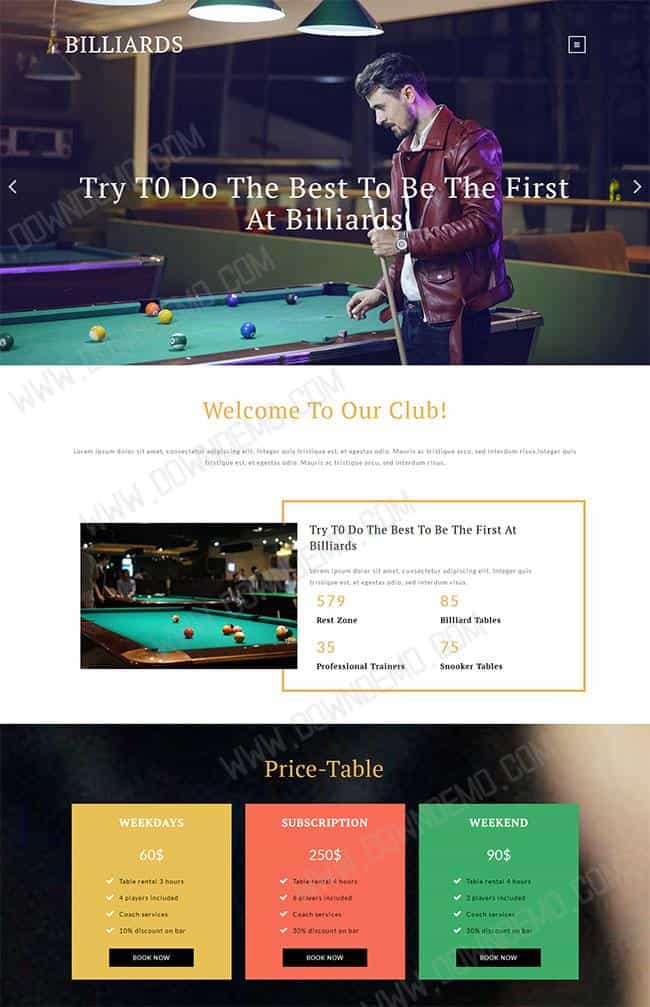 BILLIARDS
Try T0 Do The Best To Be The First
At Billiards
Welcome To Our Club!
Lorem ipsum dolor sit amet, consectetur adipiscing elit. Integer quis tristique est, et egestas odio. Mauris ac tristique arcu, sed interdum risus.Integer quis
tristique est, et egestas odio. Mauris ac tristique arcu, sed interdum risus.
Try T0 Do The Best To Be The First At
Billiards
Lorem ipsum dolor sit amet, consectetur adipiscing elit. Integer quis
tristique est, et egestas odio, sed interdum risus.
579
85
Rest Zone
Billiard Tables
35
75
Professional Trainers
Snooker Tables
Price-Table
WEEKDAYS
60$
Table rental 3 hours
4 players included
Coach services
10% discount on bar
BOOK NOW
SUBSCRIPTION
250$
Table rental 4 hours
6 players included
Coach services
30% discount on bar
BOOK NOW
WEEKEND
90$
Table rental 4 hours
2 players included
Coach services
30% discount on bar
BOOK NOW
WWW.DOWNDEMO.COM
WWW.DOWNDEMO.COM
WWW.DOWNDEMO.COM
WWW.DOWNDEMO.COM
WWW.DOWNDEMO.COM